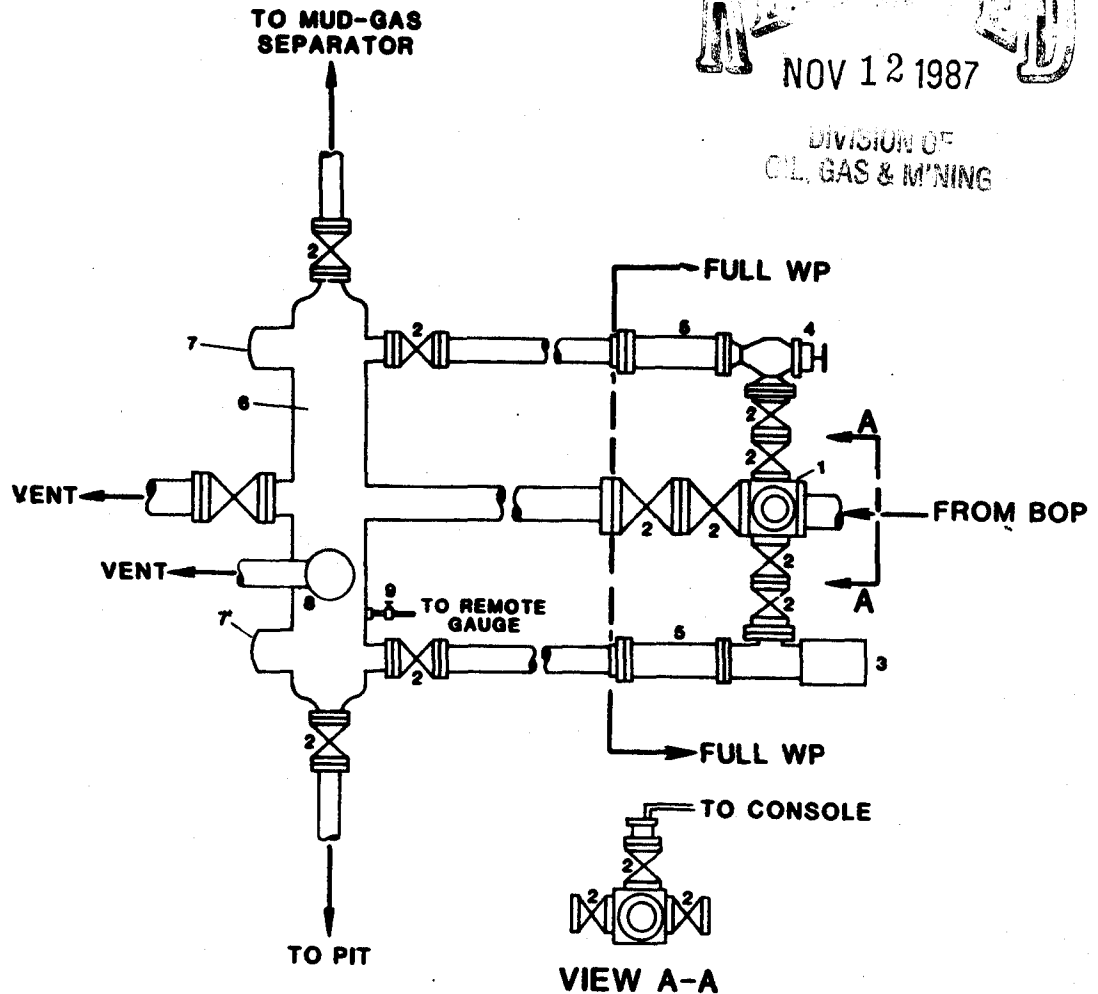 TO MUD-GAS
SEPARATOR
NOV 12 1987
DIVISION OF
OIL, GAS & MINING
2
FULL WP
7
2
5
4
6
2
A
2
1
VENT
2
2
FROM BOP
VENT
2
8
9
TO REMOTE
GAUGE
2
A
7
5
2
3
2
FULL WP
TO CONSOLE
2
2
2
TO PIT
VIEW A-A